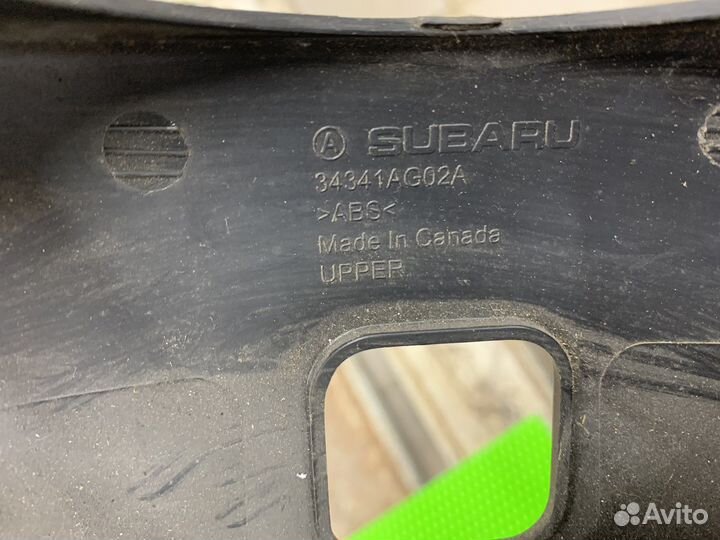 Ⓐ SUBARU
34341AG02A
>ABS<
Made In Canada
UPPER
Avito